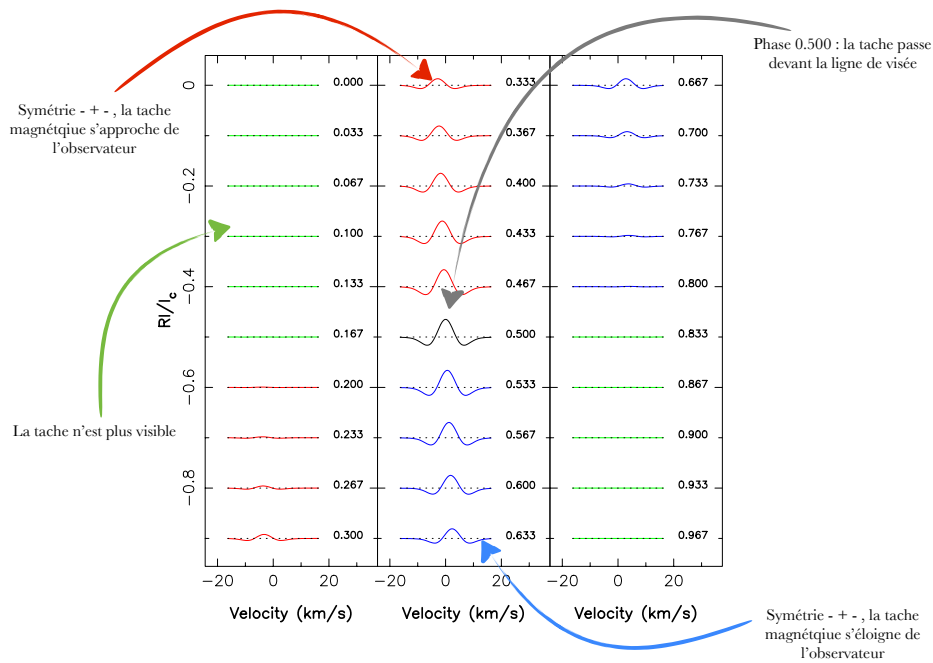 Phase 0.500 : la tache passe
devant la ligne de visée
Symétrie - + - , la tache
magnétqiue s'approche de
l'observateur
La tache n'est plus visible
RI/Ic
0
−0.2
−0.4
−0.6
−0.8
0.000
0.033
0.067
0.100
0.133
0.167
0.200
0.233
0.267
0.300
0.333
0.367
0.400
0.433
0.467
0.500
0.533
0.567
0.600
0.633
0.667
0.700
0.733
0.767
0.800
0.833
0.867
0.900
0.933
0.967
−20 0 20
−20 0 20
−20 0 20
Velocity (km/s)
Velocity (km/s)
Velocity (km/s)
Symétrie - + - , la tache
magnétqiue s'éloigne de
l'observateur